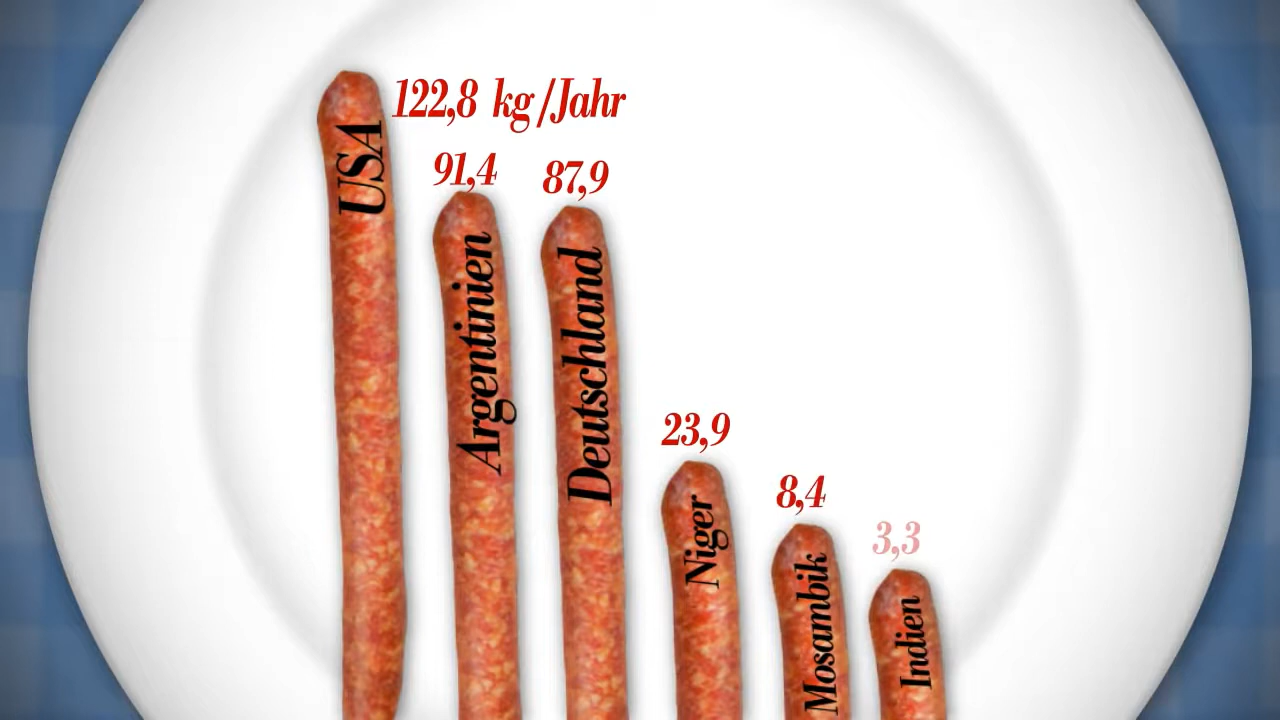 122,8 kg/Jahr
USA
91,4
Argentinien
87,9
Deutschland
23,9
Niger
8,4
Mosambik
3,3
Indien